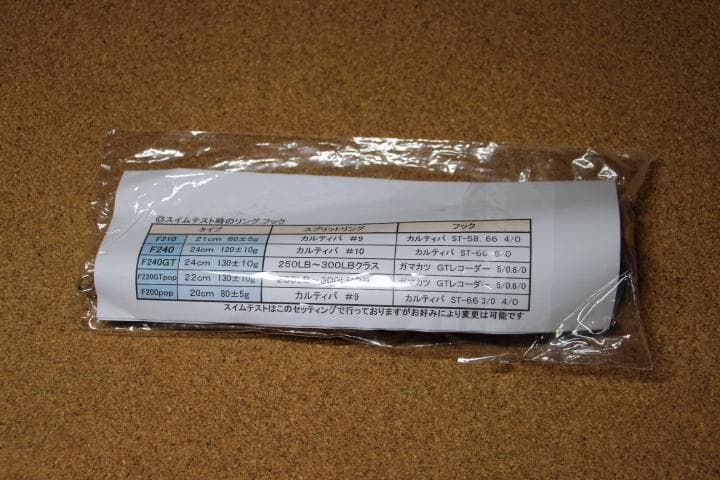 ◎スイムテスト時のリング,フック
タイプ スプリットリング フック
F210 21cm 80±5g カルティバ #9 カルティバ ST-58, 66 4/0
F240 24cm 120±10g カルティバ #10 カルティバ ST-66 5/0
F240GT 24cm 130±10g 250LB～300LBクラス ガマカツ GTレコーダー 5/0.6/0
F220GTpop 22cm 130±10g ガマカツ GTレコーダー 5/0.6/0
F200pop 20cm 80±5g カルティバ #9 カルティバ ST-66 3/0 4/0
スイムテストはこのセッティングで行っておりますがお好みにより変更は可能です